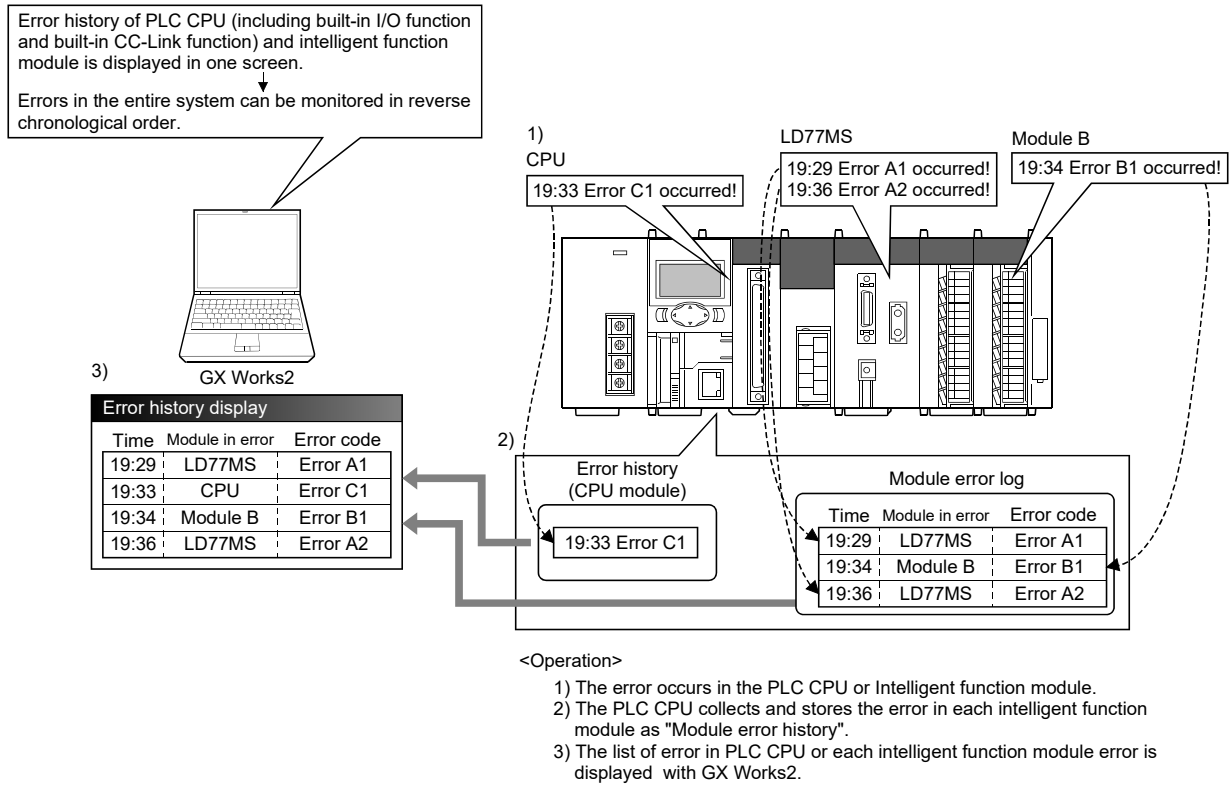 Error history of PLC CPU (including built-in I/O function
and built-in CC-Link function) and intelligent function
module is displayed in one screen.
Errors in the entire system can be monitored in reverse
chronological order.
1)
CPU
19:33 Error C1 occurred!
LD77MS
19:29 Error A1 occurred!
19:36 Error A2 occurred!
Module B
19:34 Error B1 occurred!
GX Works2
3)
Error history display
Time Module in error Error code
19:29 LD77MS Error A1
19:33 CPU Error C1
19:34 Module B Error B1
19:36 LD77MS Error A2
2)
Error history
(CPU module)
19:33 Error C1
Module error log
Time Module in error Error code
19:29 LD77MS Error A1
19:34 Module B Error B1
19:36 LD77MS Error A2
<Operation>
1) The error occurs in the PLC CPU or Intelligent function module.
2) The PLC CPU collects and stores the error in each intelligent function
module as "Module error history".
3) The list of error in PLC CPU or each intelligent function module error is
displayed with GX Works2.